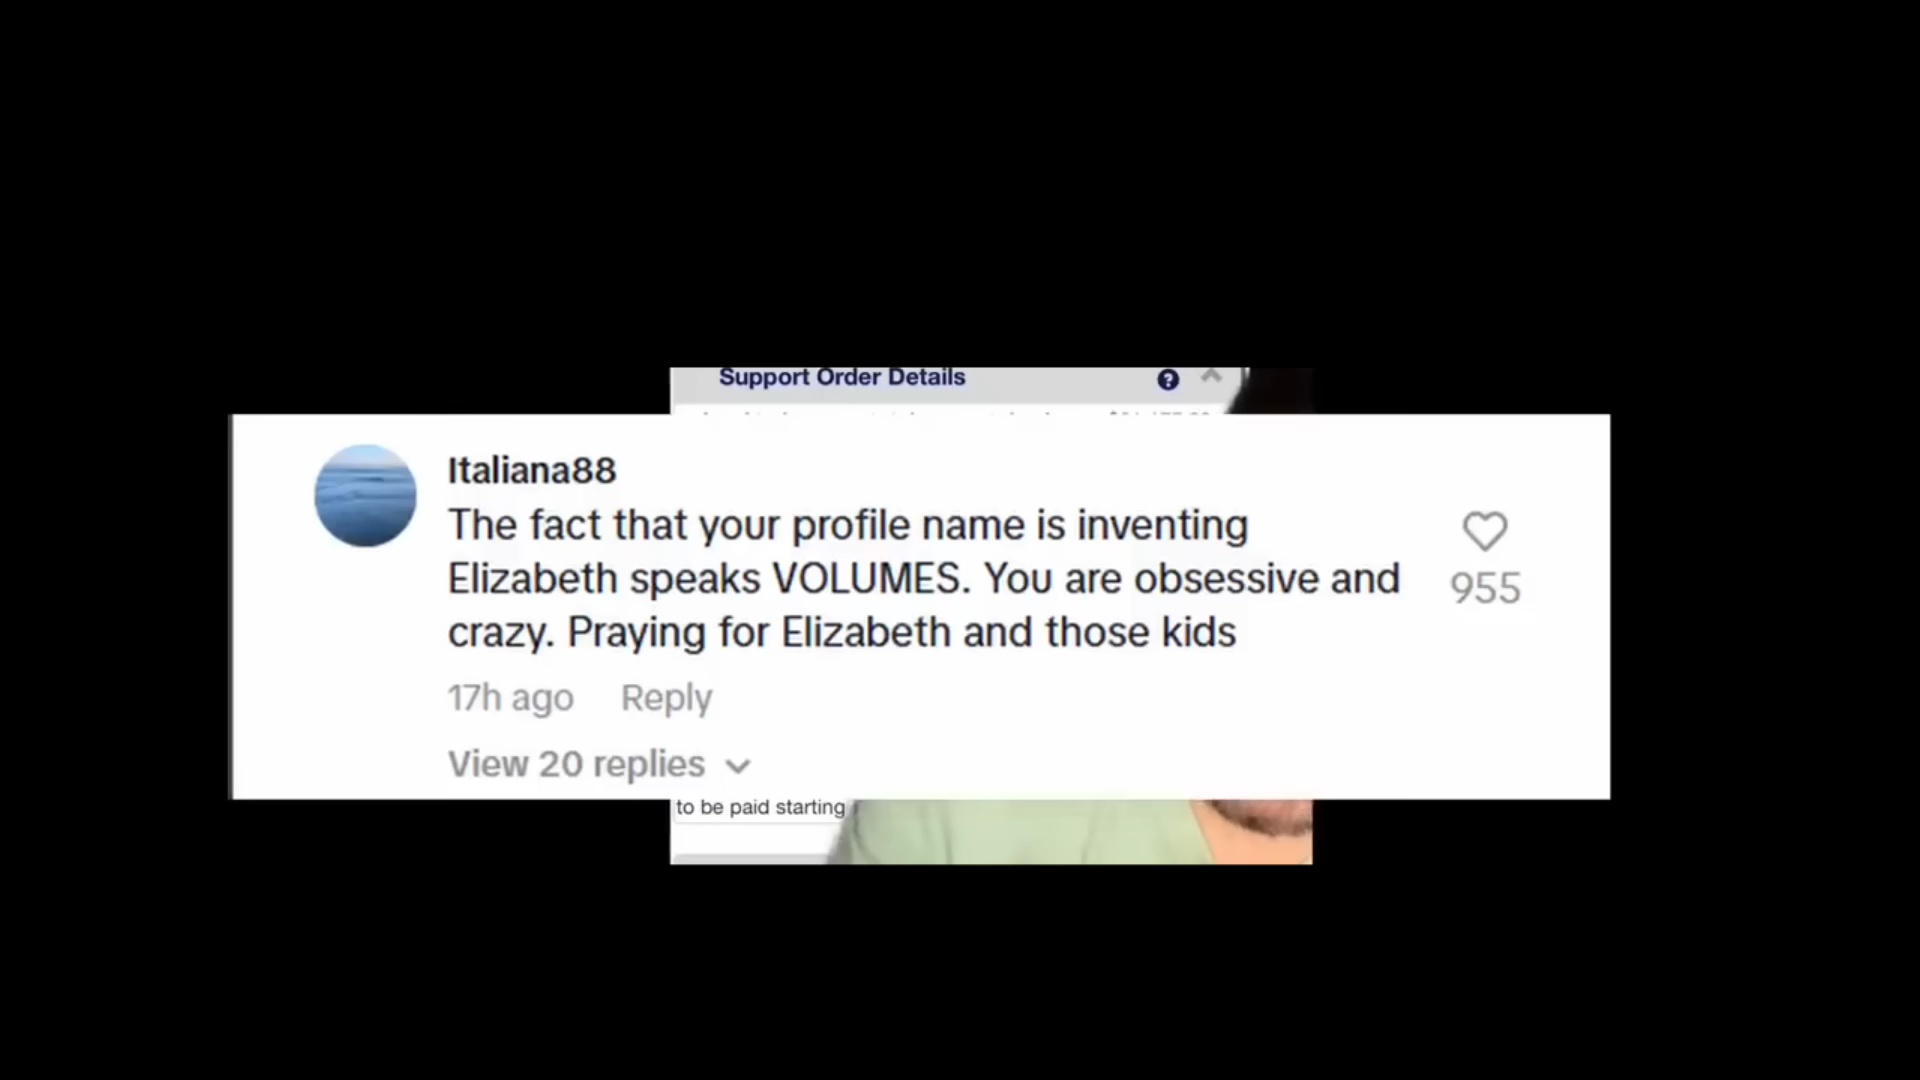 Support Order Details
?
Italiana88
The fact that your profile name is inventing
Elizabeth speaks VOLUMES. You are obsessive and
crazy. Praying for Elizabeth and those kids
955
17h ago Reply
View 20 replies
to be paid starting